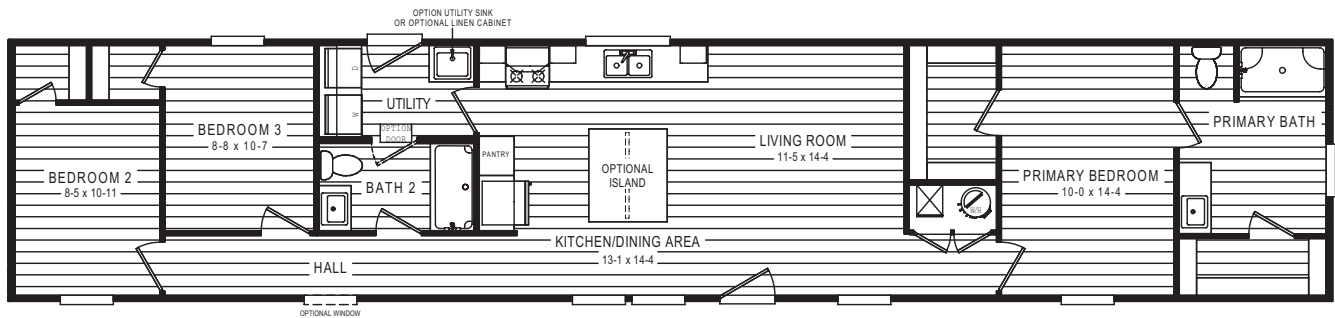 OPTION UTILITY SINK
OR OPTIONAL LINEN CABINET
D
UTILITY
W
OPTION
DOOR
BEDROOM 3
8-8 x 10-7
BEDROOM 2
8-5 x 10-11
BATH 2
PANTRY
OPTIONAL
ISLAND
LIVING ROOM
11-5 x 14-4
PRIMARY BATH
PRIMARY BEDROOM
10-0 x 14-4
W/H
KITCHEN/DINING AREA
13-1 x 14-4
HALL
OPTIONAL WINDOW